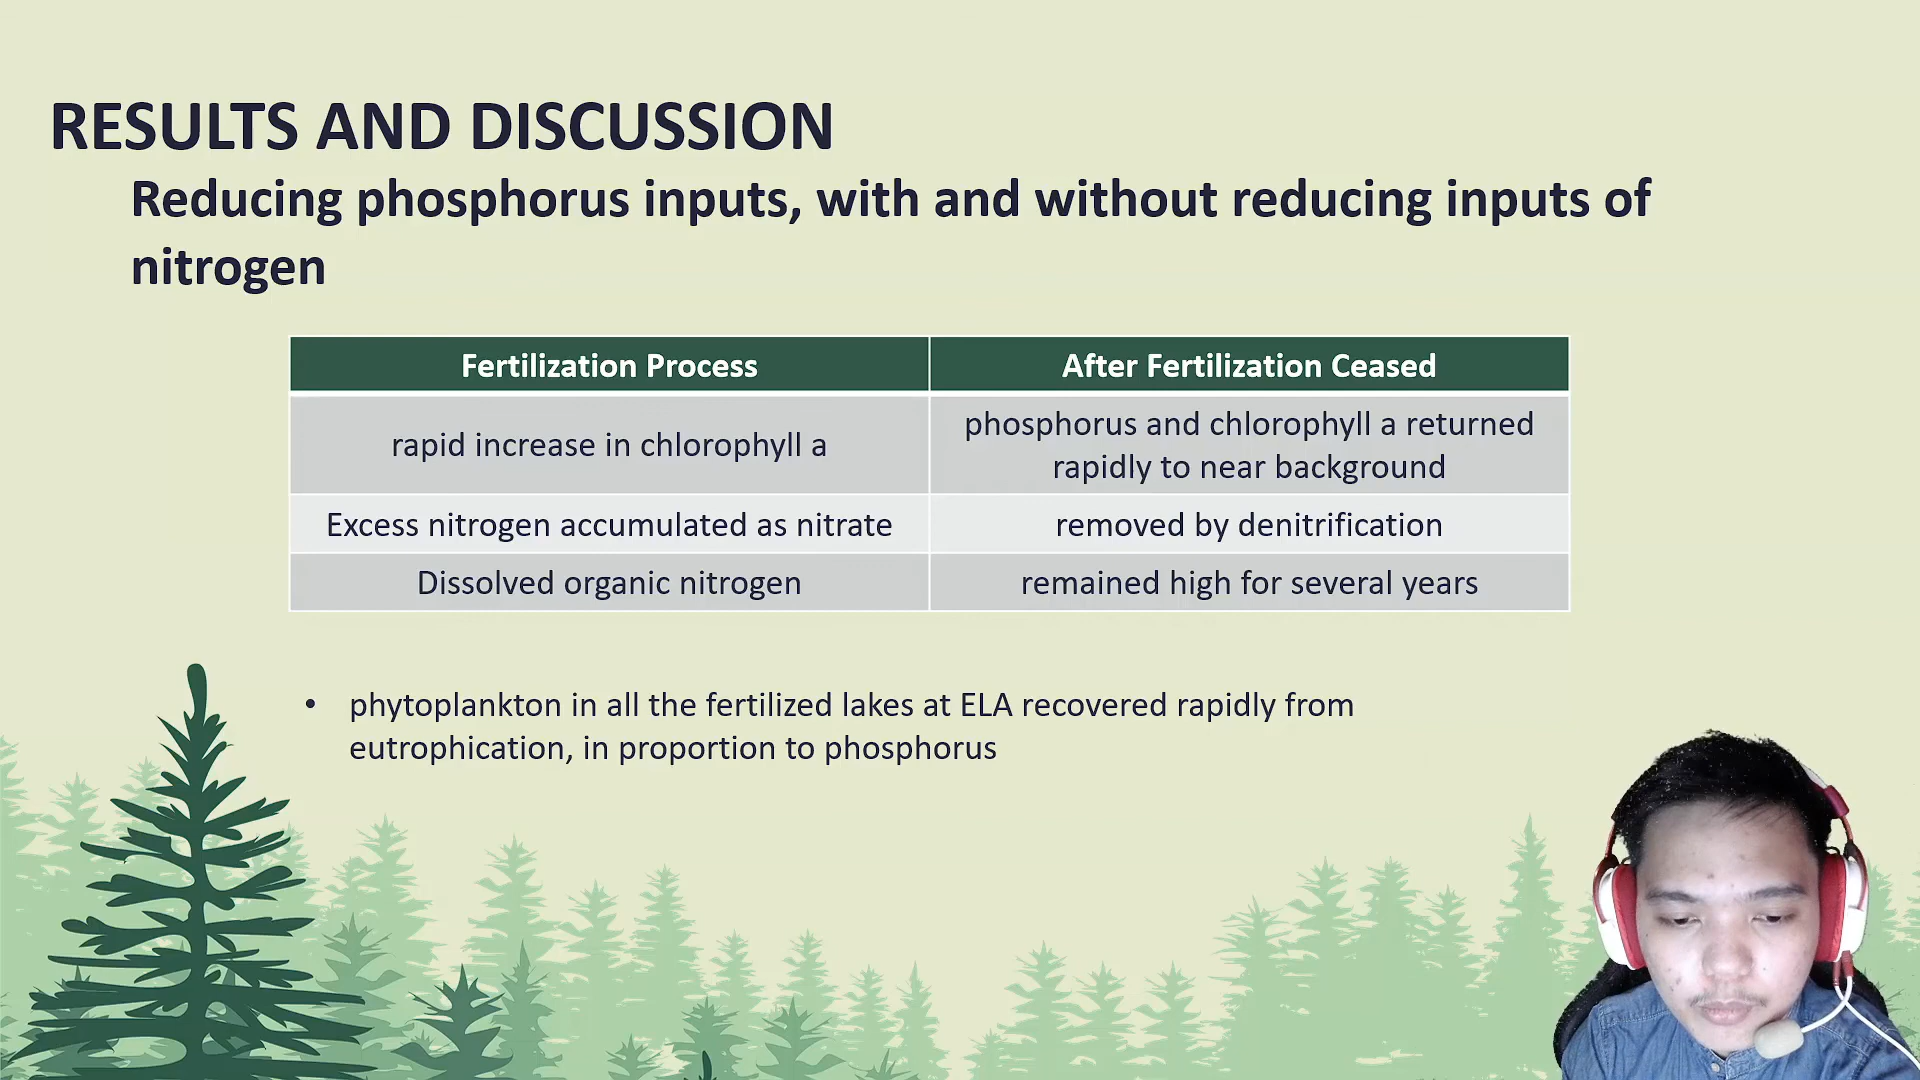 RESULTS AND DISCUSSION
Reducing phosphorus inputs, with and without reducing inputs of
nitrogen
Fertilization Process
After Fertilization Ceased
rapid increase in chlorophyll a
phosphorus and chlorophyll a returned
rapidly to near background
Excess nitrogen accumulated as nitrate
removed by denitrification
Dissolved organic nitrogen
remained high for several years
• phytoplankton in all the fertilized lakes at ELA recovered rapidly from
eutrophication, in proportion to phosphorus